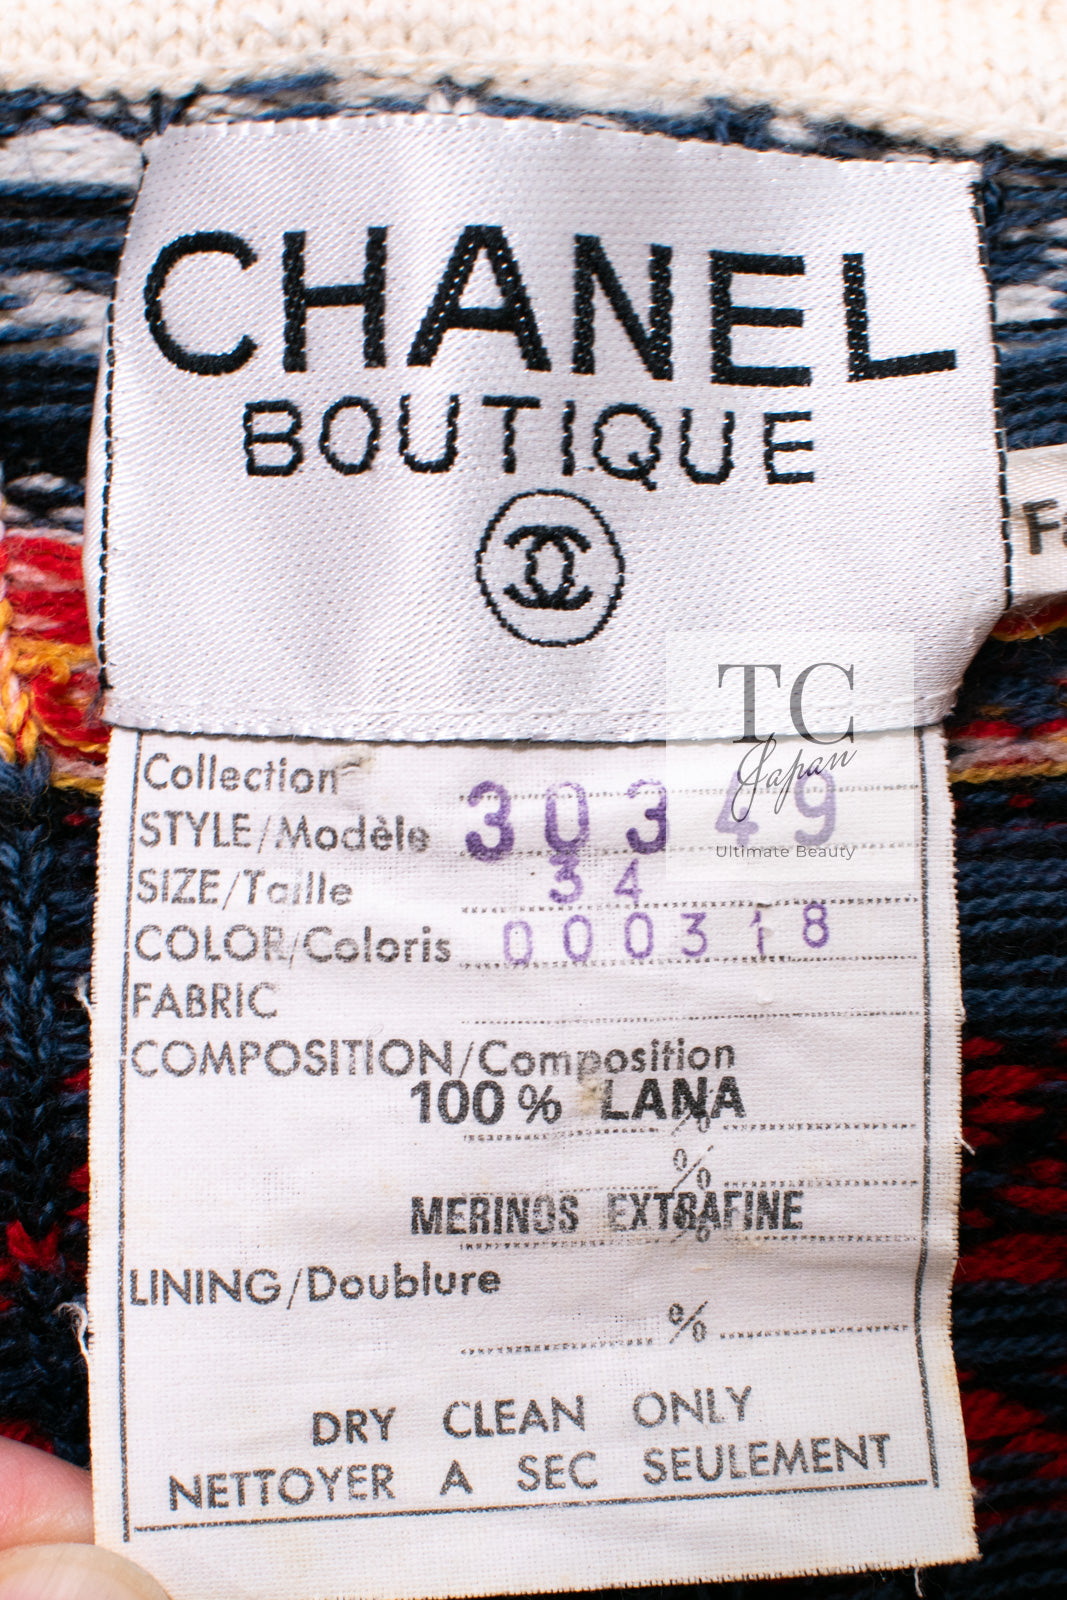 CHANEL
BOUTIQUE
TC
Japan
Ultimate Beauty
Collection
STYLE/Modèle 30349
SIZE/Taille 34
COLOR/Coloris 000318
FABRIC
COMPOSITION/Composition
100% LANA
%
%
MERINOS EXTRAFINE
%
LINING/Doublure
%
DRY CLEAN ONLY
NETTOYER A SEC SEULEMENT